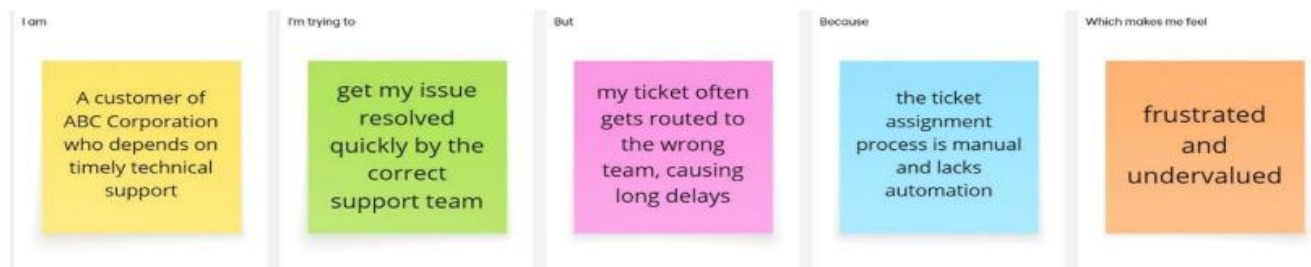 I am
A customer of
ABC Corporation
who depends on
timely technical
support
I'm trying to
get my issue
resolved
quickly by the
correct
support team
But
my ticket often
gets routed to
the wrong
team, causing
long delays
Because
the ticket
assignment
process is manual
and lacks
automation
Which makes me feel
frustrated
and
undervalued